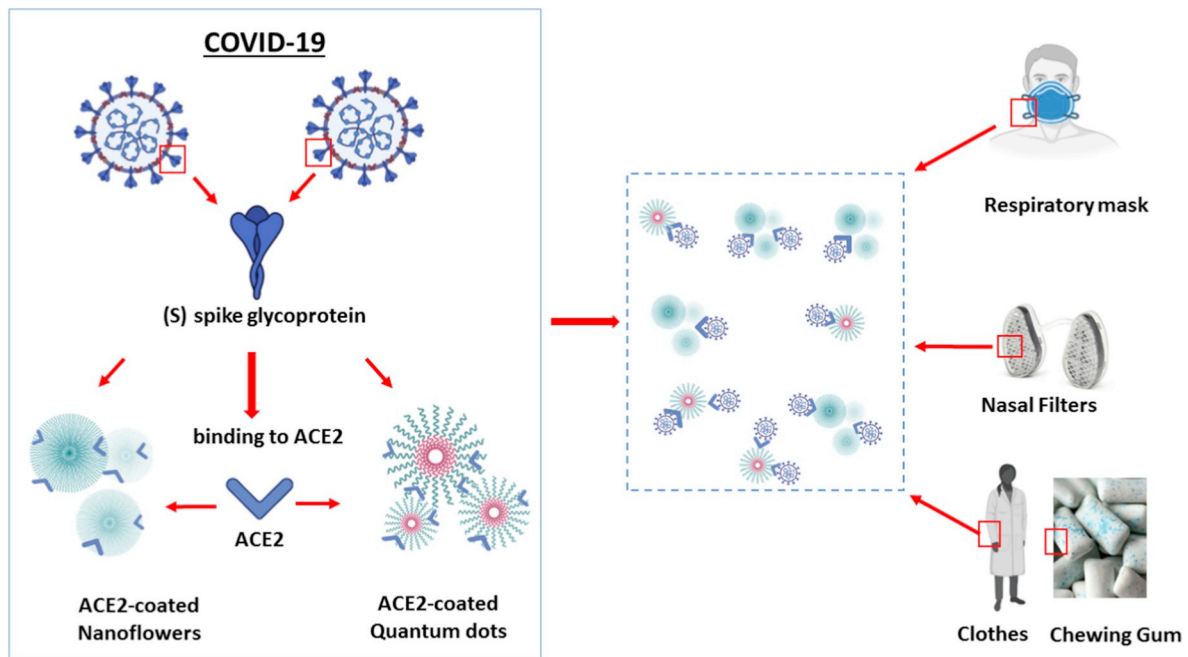 COVID-19
(S) spike glycoprotein
binding to ACE2
ACE2
ACE2-coated
Nanoflowers
ACE2-coated
Quantum dots
Respiratory mask
Nasal Filters
Clothes
Chewing Gum